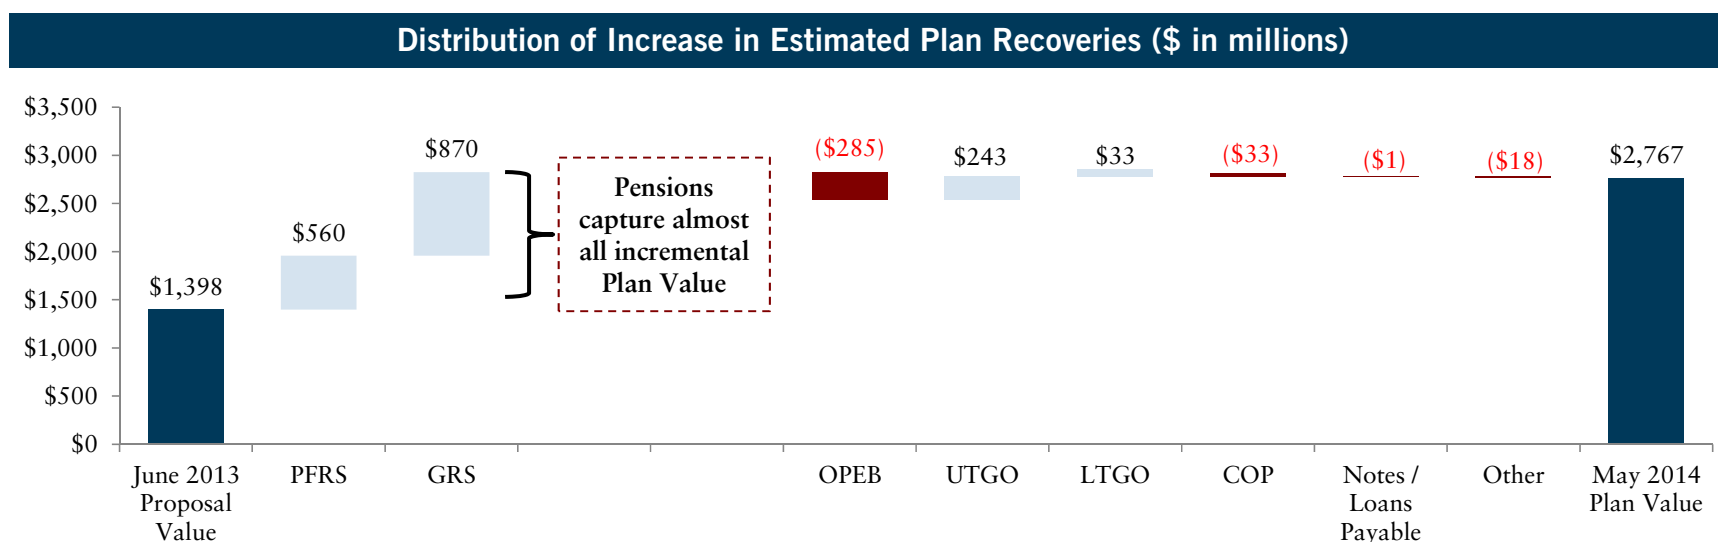 Distribution of Increase in Estimated Plan Recoveries ($ in millions)
$3,500
$3,000
$2,500
$2,000
$1,500
$1,000
$500
$0
$1,398
$560
$870
Pensions
capture almost
all incremental
Plan Value
($285)
$243
$33
($33)
($1)
($18)
$2,767
June 2013
Proposal
Value
PFRS
GRS
OPEB
UTGO
LTGO
COP
Notes /
Loans
Payable
Other
May 2014
Plan Value